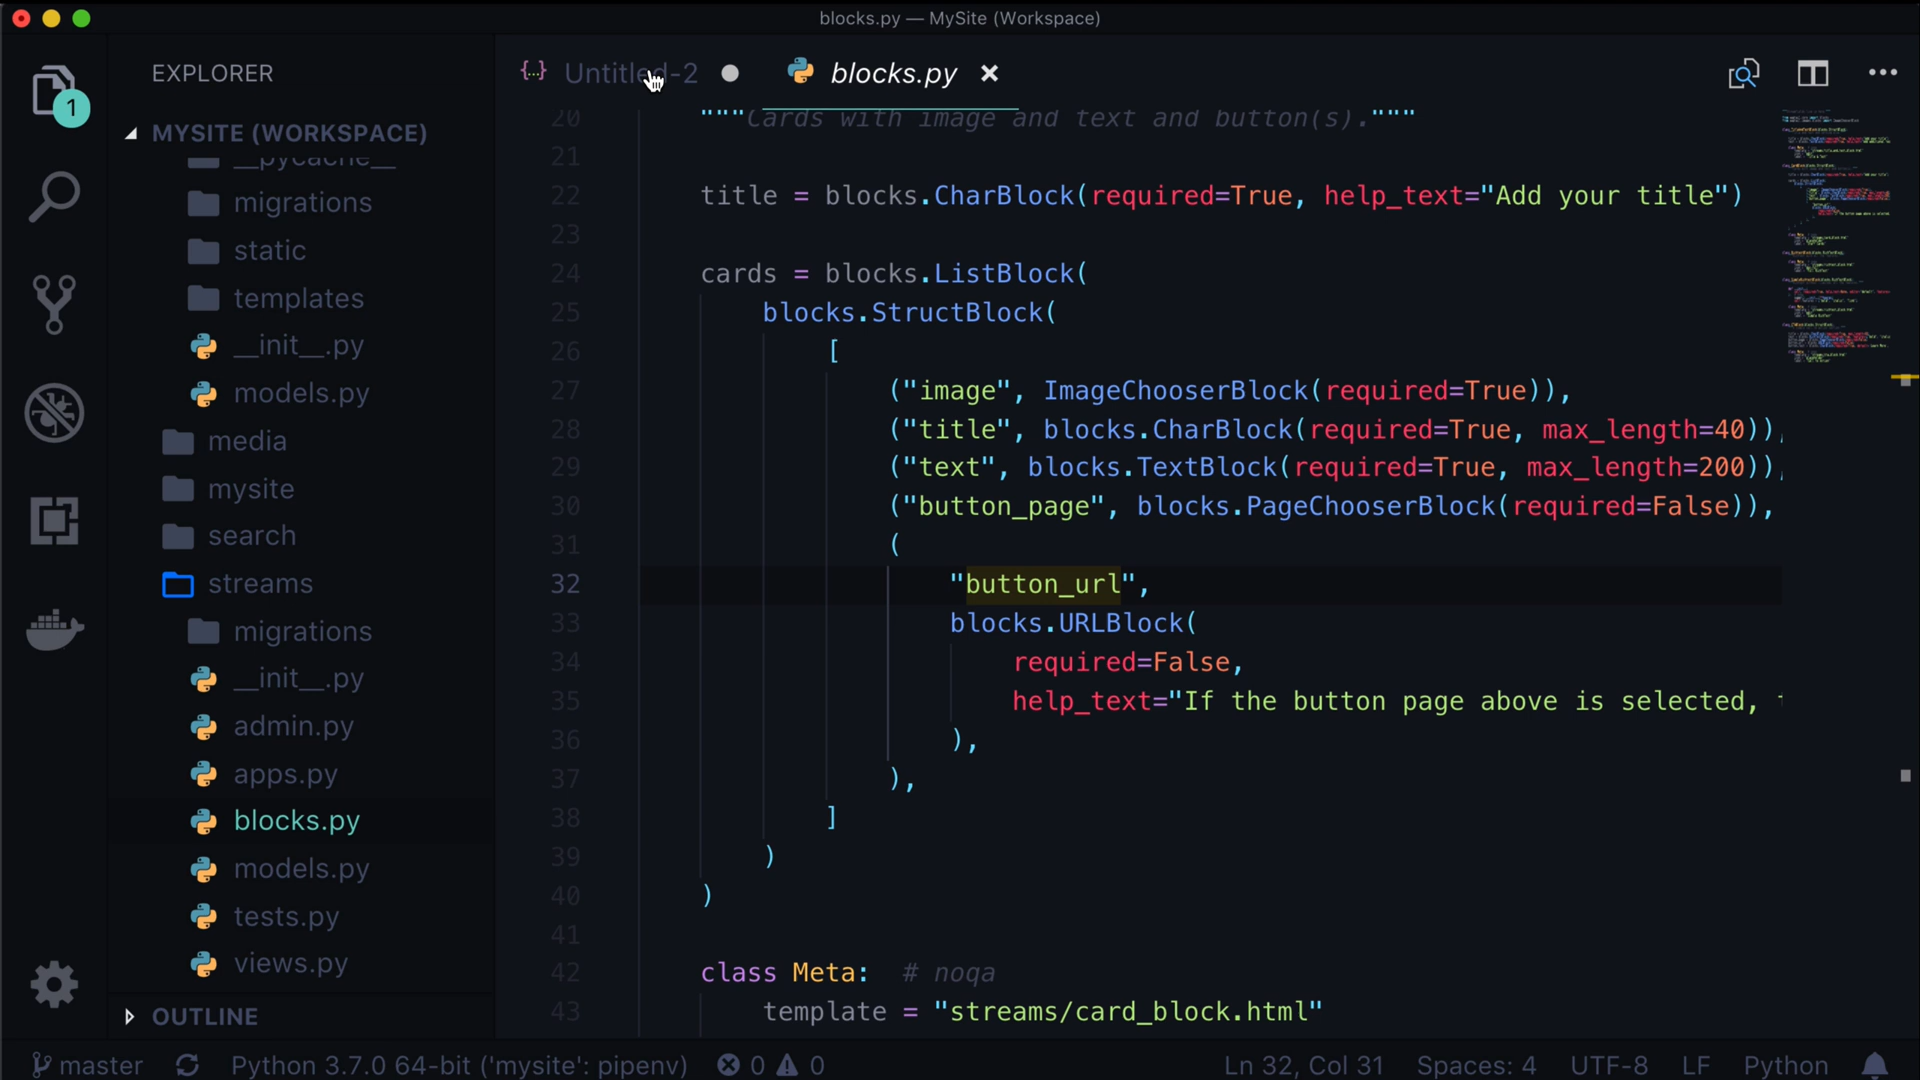 blocks.py — MySite (Workspace)
EXPLORER
1
MYSITE (WORKSPACE)
__pycache__
migrations
static
templates
__init__.py
models.py
media
mysite
search
streams
migrations
__init__.py
admin.py
apps.py
blocks.py
models.py
tests.py
views.py
OUTLINE
{..} Untitled-2
blocks.py
20 """Cards with image and text and button(s)."""
21
22 title = blocks.CharBlock(required=True, help_text="Add your title")
23
24 cards = blocks.ListBlock(
25 blocks.StructBlock(
26 [
27 ("image", ImageChooserBlock(required=True)),
28 ("title", blocks.CharBlock(required=True, max_length=40)),
29 ("text", blocks.TextBlock(required=True, max_length=200)),
30 ("button_page", blocks.PageChooserBlock(required=False)),
31 (
32 "button_url",
33 blocks.URLBlock(
34 required=False,
35 help_text="If the button page above is selected,
36 ),
37 ),
38 ]
39 )
40 )
41
42 class Meta: # noqa
43 template = "streams/card_block.html"
master Python 3.7.0 64-bit ('mysite': pipenv) 0 0 Ln 32, Col 31 Spaces: 4 UTF-8 LF Python